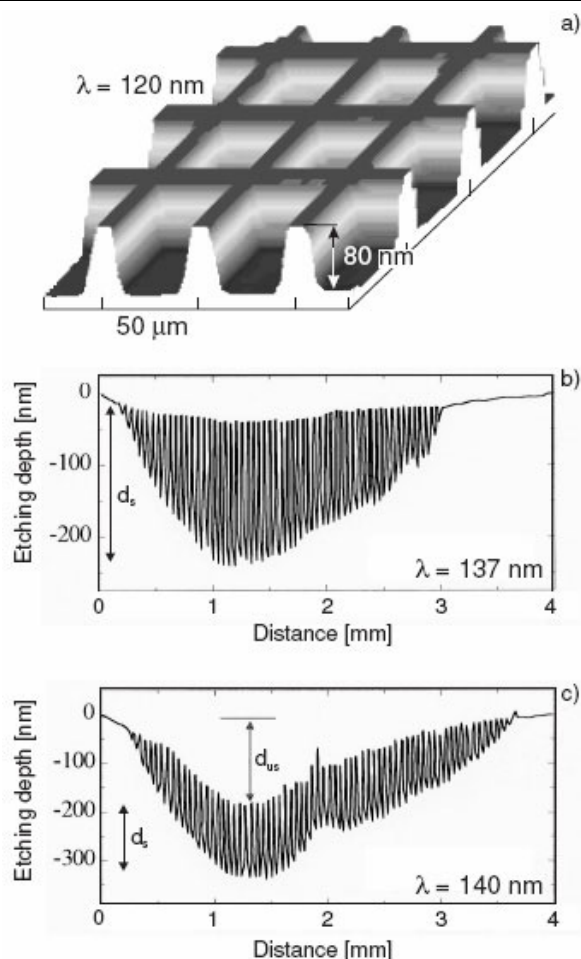 a)
λ = 120 nm
80 nm
50 μm
b)
0
-100
-200
Etching depth [nm]
d_s
λ = 137 nm
0 1 2 3 4
Distance [mm]
c)
0
-100
-200
-300
Etching depth [nm]
d_us
d_s
λ = 140 nm
0 1 2 3 4
Distance [mm]